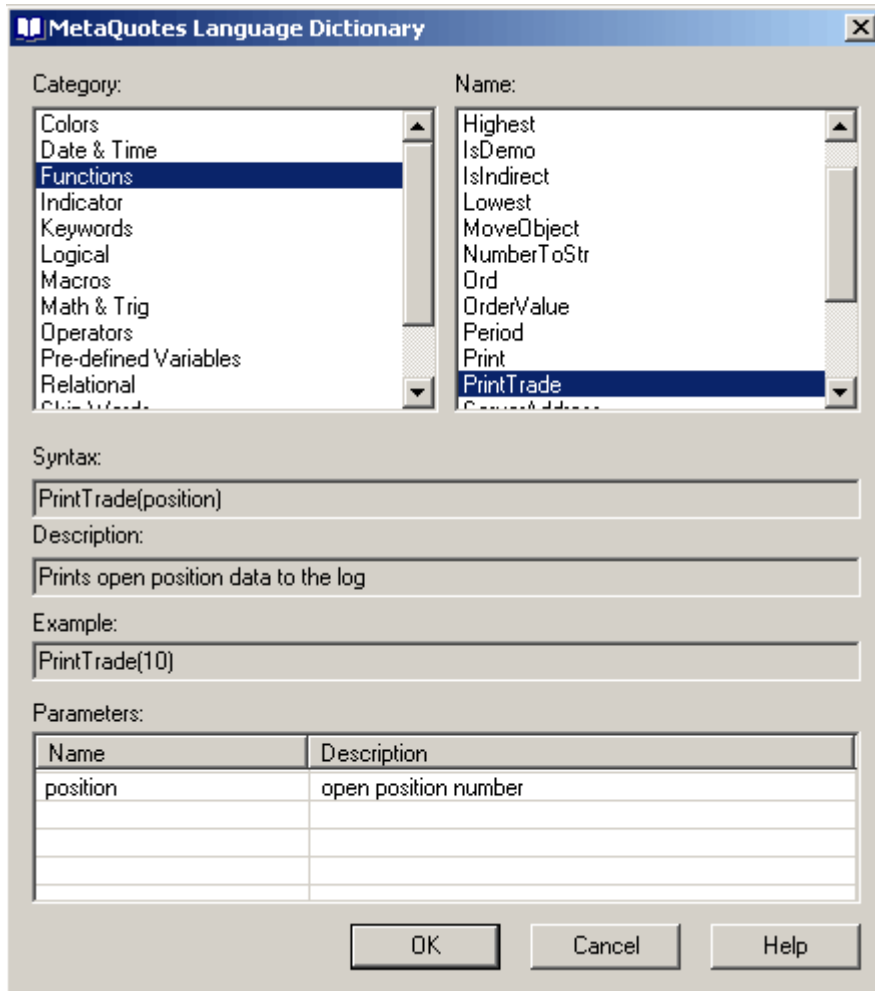 MetaQuotes Language Dictionary
Category:
Colors
Date & Time
Functions
Indicator
Keywords
Logical
Macros
Math & Trig
Operators
Pre-defined Variables
Relational
Name:
Highest
IsDemo
IsIndirect
Lowest
MoveObject
NumberToStr
Ord
OrderValue
Period
Print
PrintTrade
Syntax:
PrintTrade(position)
Description:
Prints open position data to the log
Example:
PrintTrade(10)
Parameters:
Name Description
position open position number
OK Cancel Help